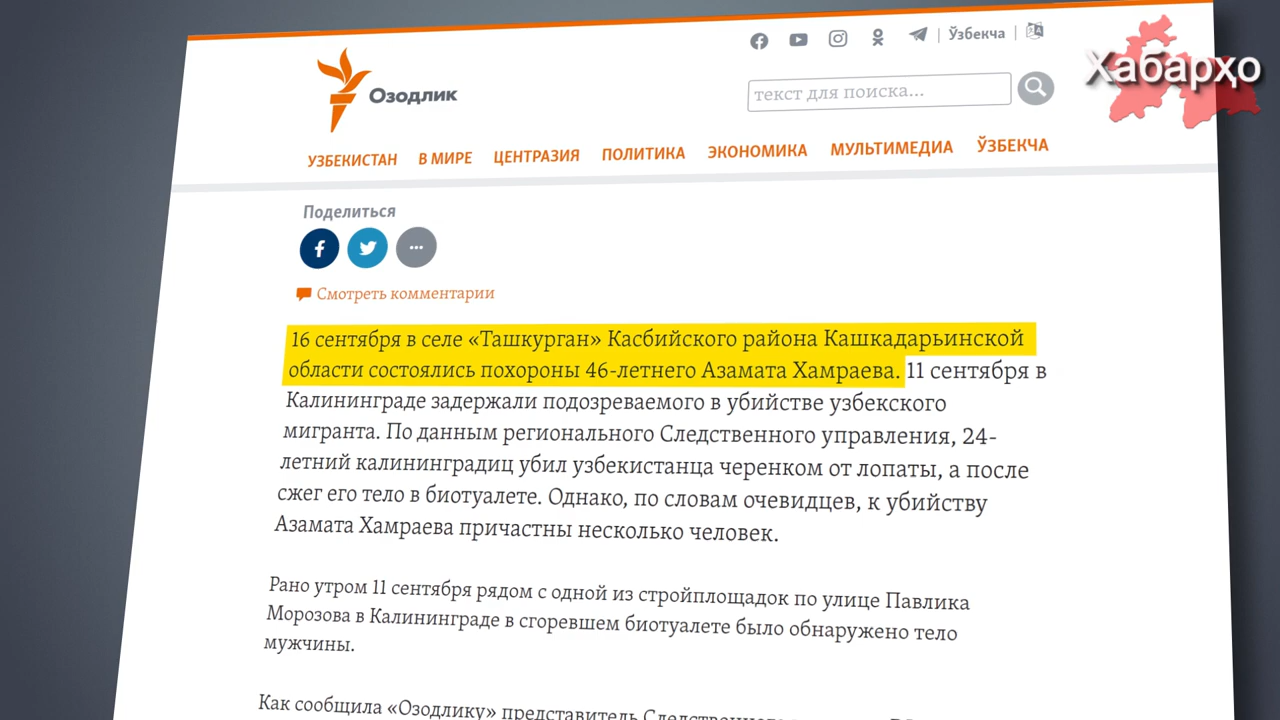 Хабарҳо
Ўзбекча
Озодлик
текст для поиска...
УЗБЕКИСТАН В МИРЕ ЦЕНТРАЗИЯ ПОЛИТИКА ЭКОНОМИКА МУЛЬТИМЕДИА ЎЗБЕКЧА
Поделиться
Смотреть комментарии
16 сентября в селе «Ташкурган» Касбийского района Кашкадарьинской
области состоялись похороны 46-летнего Азамата Хамраева. 11 сентября в
Калининграде задержали подозреваемого в убийстве узбекского
мигранта. По данным регионального Следственного управления, 24-
летний калининградиц убил узбекистанца черенком от лопаты, а после
сжег его тело в биотуалете. Однако, по словам очевидцев, к убийству
Азамата Хамраева причастны несколько человек.
Рано утром 11 сентября рядом с одной из стройплощадок по улице Павлика
Морозова в Калининграде в сгоревшем биотуалете было обнаружено тело
мужчины.
Как сообщила «Озодлику» представитель